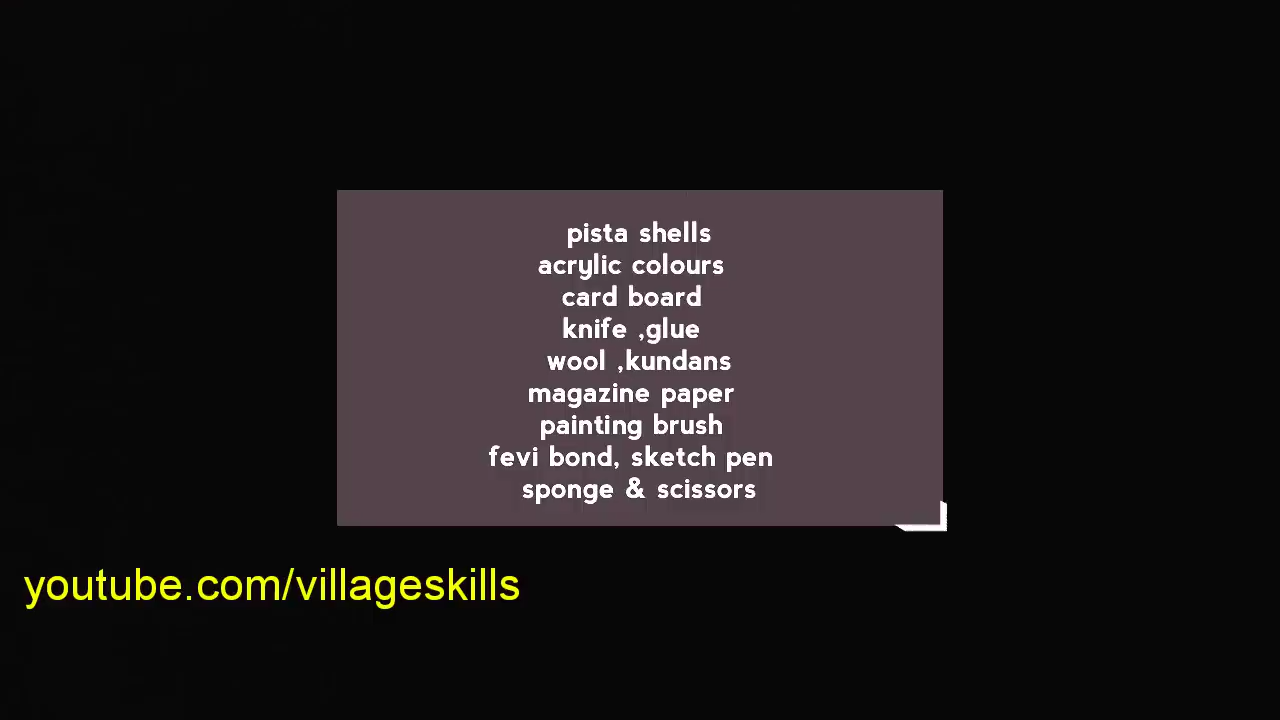 pista shells
acrylic colours
card board
knife ,glue
wool ,kundans
magazine paper
painting brush
fevi bond, sketch pen
sponge & scissors
youtube.com/villageskills